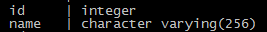 id | integer
name | character varying(256)